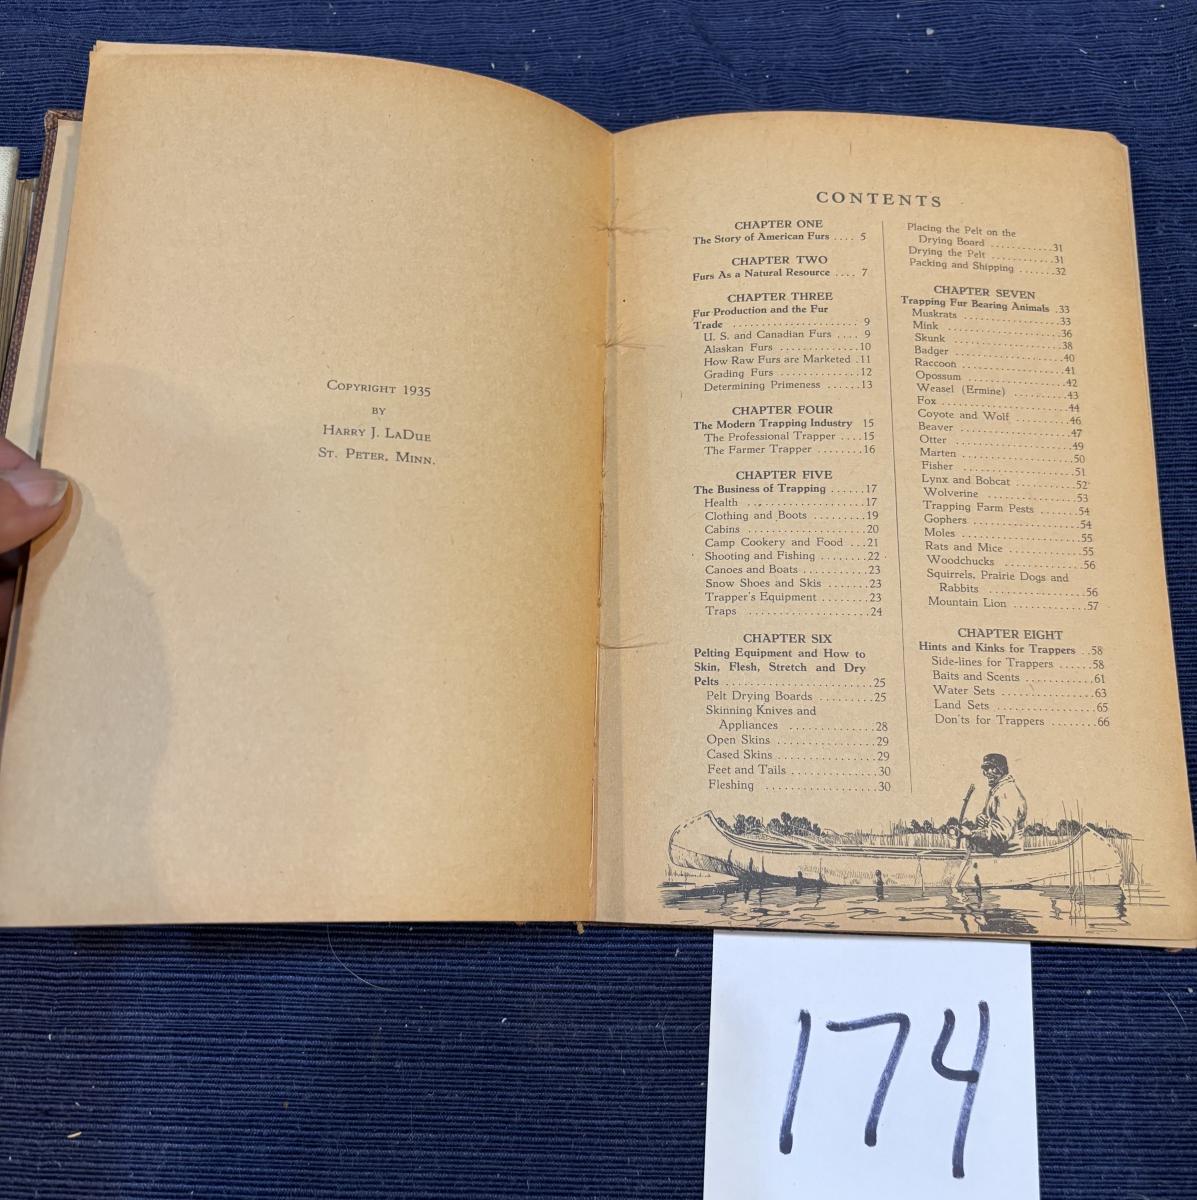 COPYRIGHT 1935
BY
HARRY J. LADUE
ST. PETER, MINN.
CONTENTS
CHAPTER ONE
The Story of American Furs .... 5
CHAPTER TWO
Furs As a Natural Resource .... 7
CHAPTER THREE
Fur Production and the Fur
Trade .................... 9
U. S. and Canadian Furs .... 9
Alaskan Furs ............10
How Raw Furs are Marketed .11
Grading Furs ............12
Determining Primeness ......13
CHAPTER FOUR
The Modern Trapping Industry 15
The Professional Trapper ....15
The Farmer Trapper ........16
CHAPTER FIVE
The Business of Trapping ......17
Health ..................17
Clothing and Boots .........19
Cabins ..................20
Camp Cookery and Food ...21
Shooting and Fishing .......22
Canoes and Boats ..........23
Snow Shoes and Skis .......23
Trapper's Equipment ........23
Traps ..................24
CHAPTER SIX
Pelting Equipment and How to
Skin, Flesh, Stretch and Dry
Pelts ......................25
Pelt Drying Boards .........25
Skinning Knives and
Appliances ...............28
Open Skins ...............29
Cased Skins ..............29
Feet and Tails .............30
Fleshing ..................30
Placing the Pelt on the
Drying Board ............31
Drying the Pelt ............31
Packing and Shipping .......32
CHAPTER SEVEN
Trapping Fur Bearing Animals .33
Muskrats .................33
Mink ....................36
Skunk ...................38
Badger ..................40
Raccoon .................41
Opossum .................42
Weasel (Ermine) ..........43
Fox .....................44
Coyote and Wolf ..........46
Beaver ..................47
Otter ...................49
Marten ..................50
Fisher ..................51
Lynx and Bobcat ..........52
Wolverine ...............53
Trapping Farm Pests .......54
Gophers .................54
Moles ...................55
Rats and Mice ............55
Woodchucks ..............56
Squirrels, Prairie Dogs and
Rabbits .................56
Mountain Lion ............57
CHAPTER EIGHT
Hints and Kinks for Trappers ..58
Side-lines for Trappers ......58
Baits and Scents ..........61
Water Sets ...............63
Land Sets ................65
Don'ts for Trappers ........66
174